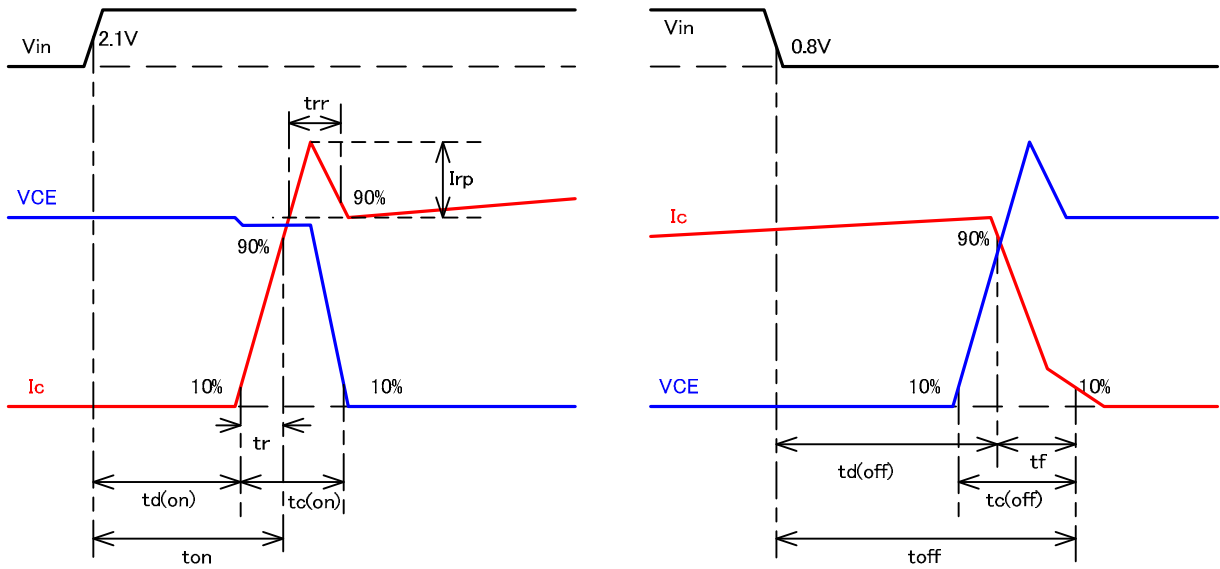 Vin
2.1V
trr
Irp
VCE
90%
90%
Ic
10%
10%
tr
td(on)
tc(on)
ton
Vin
0.8V
Ic
90%
VCE
10%
10%
td(off)
tf
tc(off)
toff